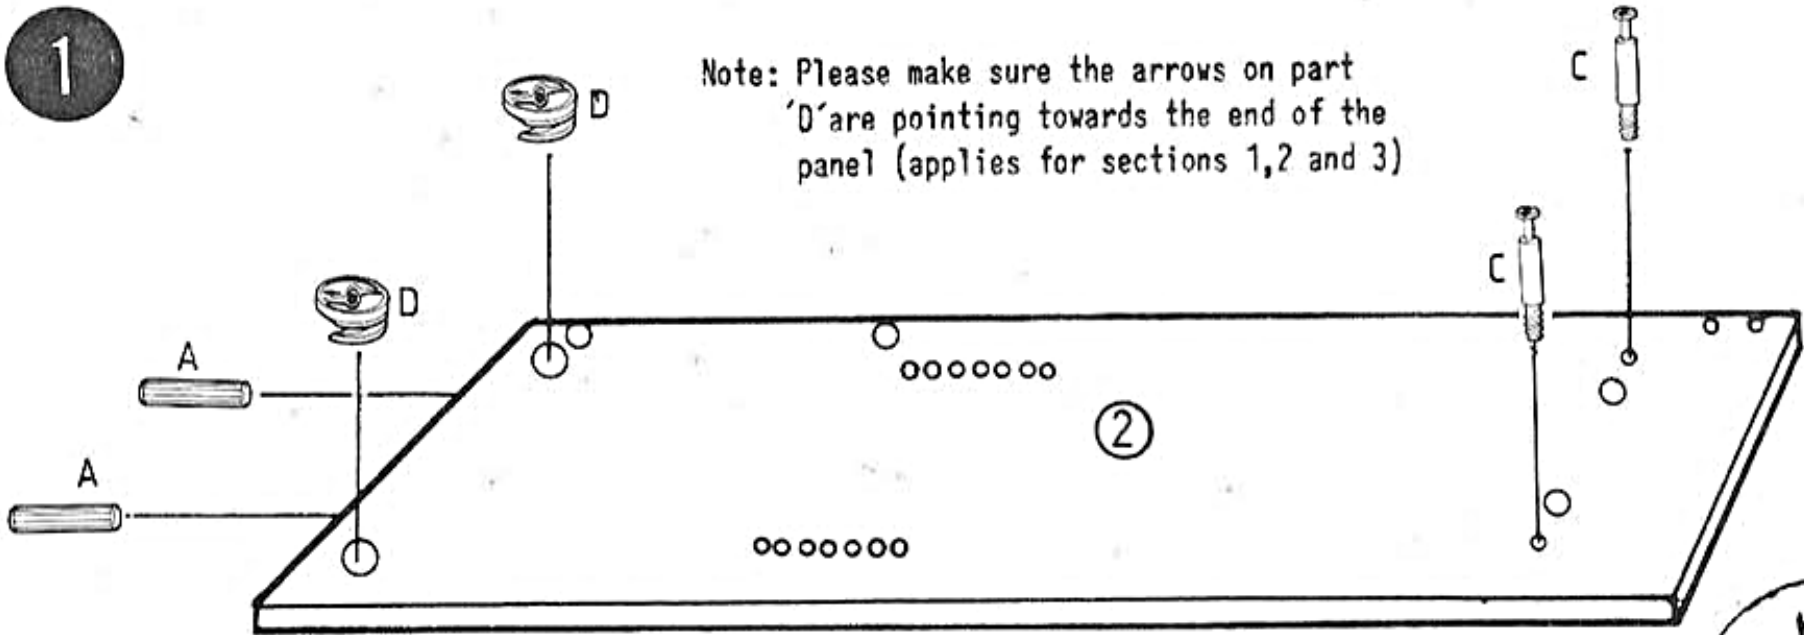 1
Note: Please make sure the arrows on part
'D' are pointing towards the end of the
panel (applies for sections 1,2 and 3)
D
C
D
C
A
A
2